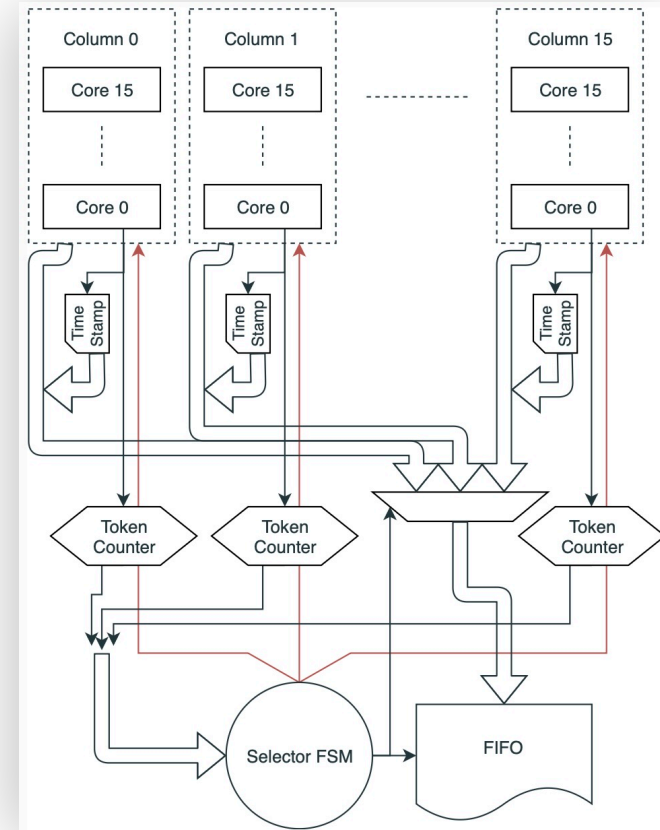 Column 0
Column 1
Column 15
Core 15
Core 15
Core 15
Core 0
Core 0
Core 0
Time
Stamp
Time
Stamp
Time
Stamp
Token
Counter
Token
Counter
Token
Counter
Selector FSM
FIFO